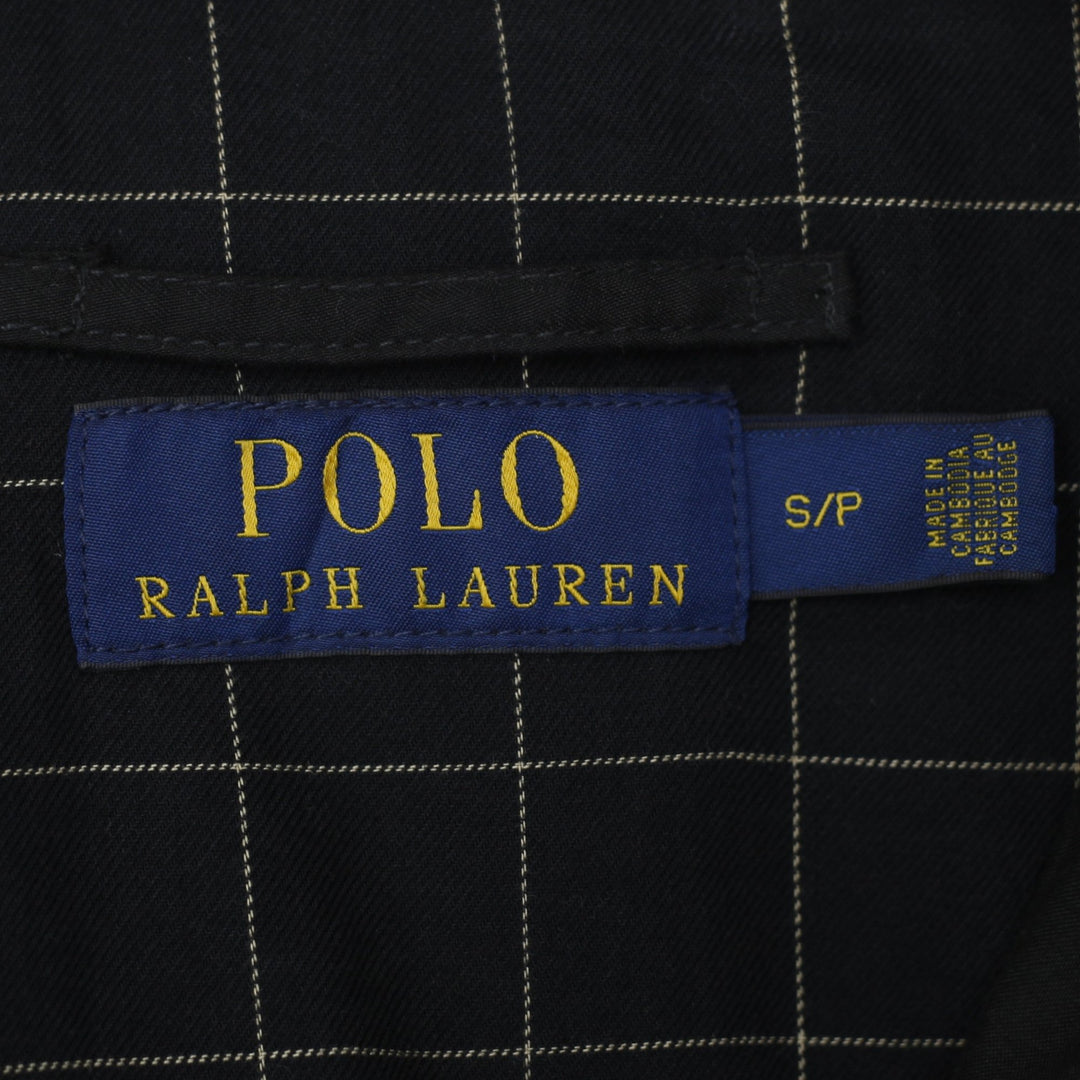 POLO
RALPH LAUREN
S/P
MADE IN
CAMBODIA
FABRIQUE AU
CAMBODGE